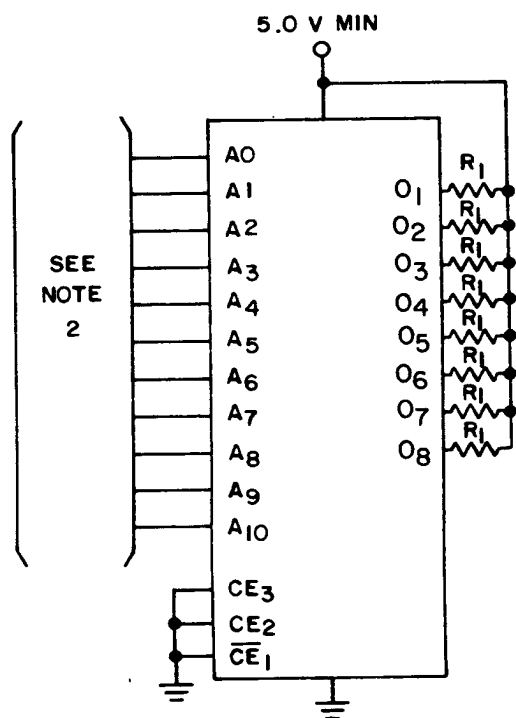 5.0 V MIN
SEE
NOTE
2
A0
A1
A2
A3
A4
A5
A6
A7
A8
A9
A10
CE3
CE2
C̅E̅1
O1
O2
O3
O4
O5
O6
O7
O8
R1
R1
R1
R1
R1
R1
R1
R1